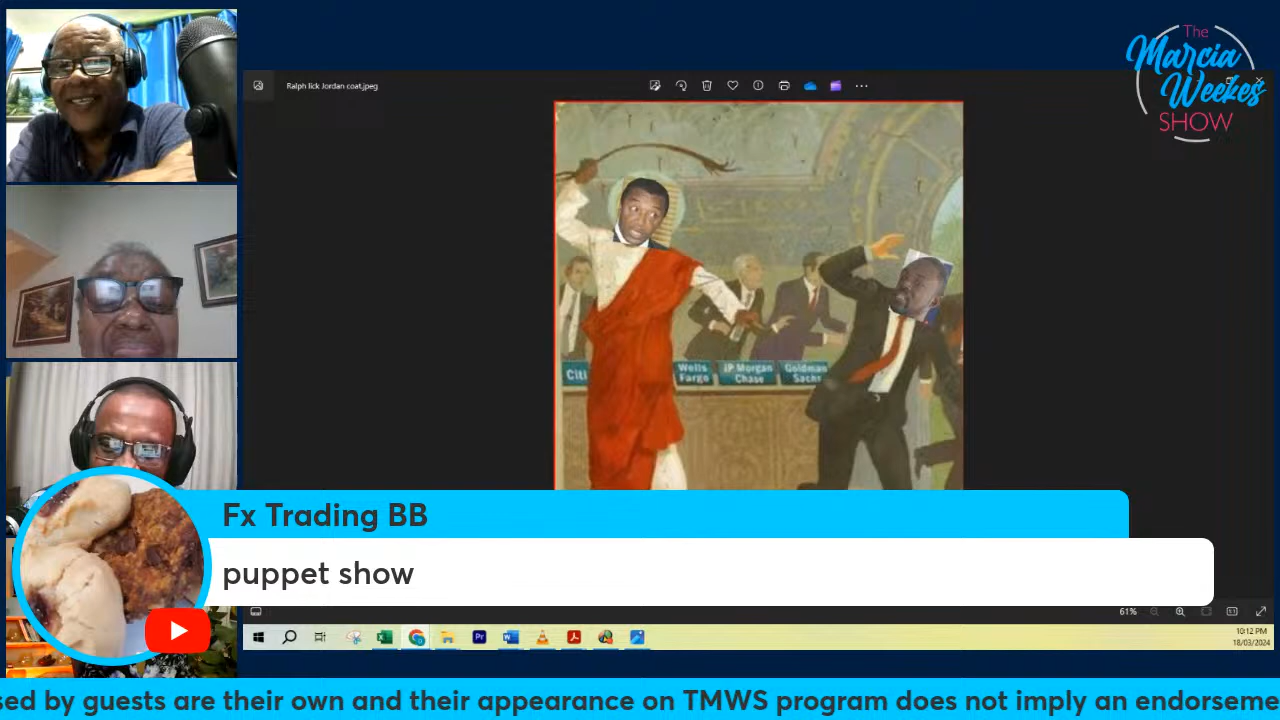 The
Marcia
Weekes
SHOW
Ralph lick Jordan coat.jpeg
Citi
Wells
Fargo
JP Morgan
Chase
Goldman
Sachs
Fx Trading BB
puppet show
61%
10:12 PM
18/03/2024
sed by guests are their own and their appearance on TMWS program does not imply an endorseme